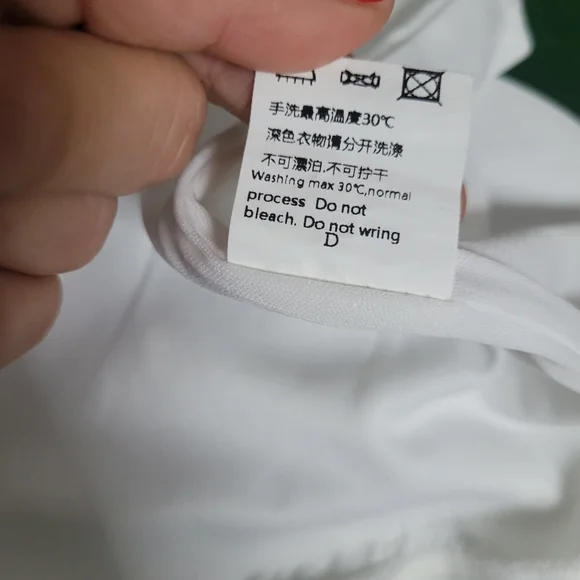 手洗最高温度30℃
深色衣物请分开洗涤
不可漂泊,不可拧干
Washing max 30℃,normal
process Do not
bleach. Do not wring
D